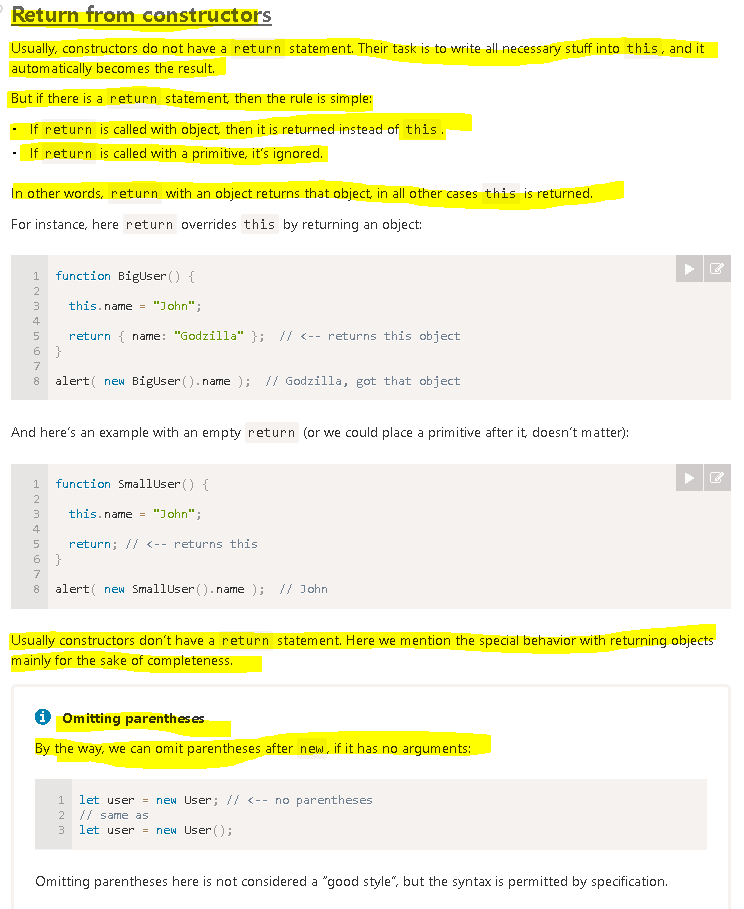 Return from constructors
Usually, constructors do not have a return statement. Their task is to write all necessary stuff into this, and it
automatically becomes the result.
But if there is a return statement, then the rule is simple:
• If return is called with object, then it is returned instead of this.
• If return is called with a primitive, it's ignored.
In other words, return with an object returns that object, in all other cases this is returned.
For instance, here return overrides this by returning an object:
1 function BigUser() {
2
3 this.name = "John";
4
5 return { name: "Godzilla" }; // <-- returns this object
6 }
7
8 alert( new BigUser().name ); // Godzilla, got that object
And here's an example with an empty return (or we could place a primitive after it, doesn't matter):
1 function SmallUser() {
2
3 this.name = "John";
4
5 return; // <-- returns this
6 }
7
8 alert( new SmallUser().name ); // John
Usually constructors don't have a return statement. Here we mention the special behavior with returning objects
mainly for the sake of completeness.
i Omitting parentheses
By the way, we can omit parentheses after new, if it has no arguments:
1 let user = new User; // <-- no parentheses
2 // same as
3 let user = new User();
Omitting parentheses here is not considered a "good style", but the syntax is permitted by specification.